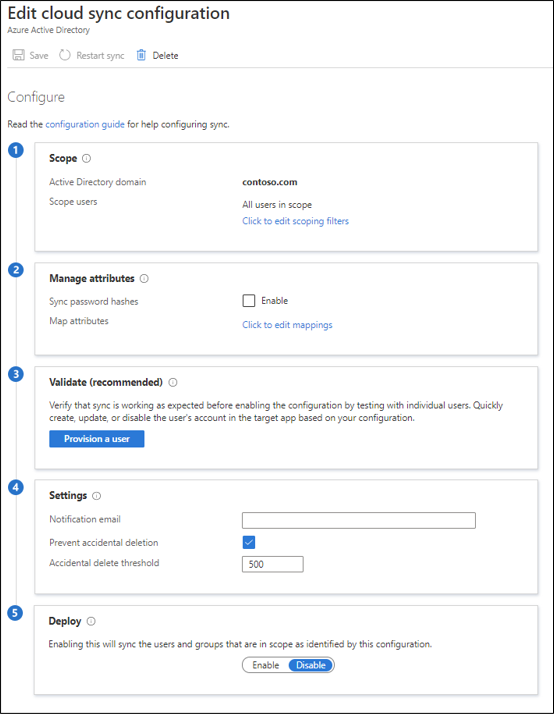 Edit cloud sync configuration
Azure Active Directory
Save Restart sync Delete
Configure
Read the configuration guide for help configuring sync.
1 Scope
Active Directory domain contoso.com
Scope users All users in scope
Click to edit scoping filters
2 Manage attributes
Sync password hashes Enable
Map attributes Click to edit mappings
3 Validate (recommended)
Verify that sync is working as expected before enabling the configuration by testing with individual users. Quickly
create, update, or disable the user's account in the target app based on your configuration.
Provision a user
4 Settings
Notification email
Prevent accidental deletion
Accidental delete threshold 500
5 Deploy
Enabling this will sync the users and groups that are in scope as identified by this configuration.
Enable Disable